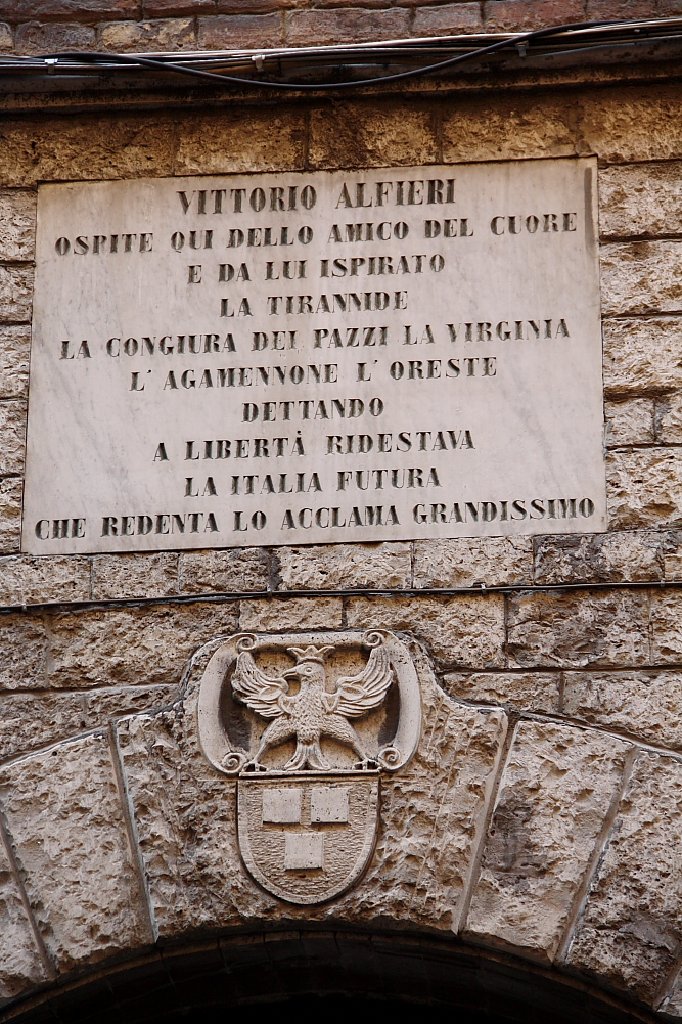 VITTORIO ALFIERI
OSPITE QUI DELLO AMICO DEL CUORE
E DA LUI ISPIRATO
LA TIRANNIDE
LA CONGIURA DEI PAZZI LA VIRGINIA
L' AGAMENNONE L' ORESTE
DETTANDO
A LIBERTÀ RIDESTAVA
LA ITALIA FUTURA
CHE REDENTA LO ACCLAMA GRANDISSIMO